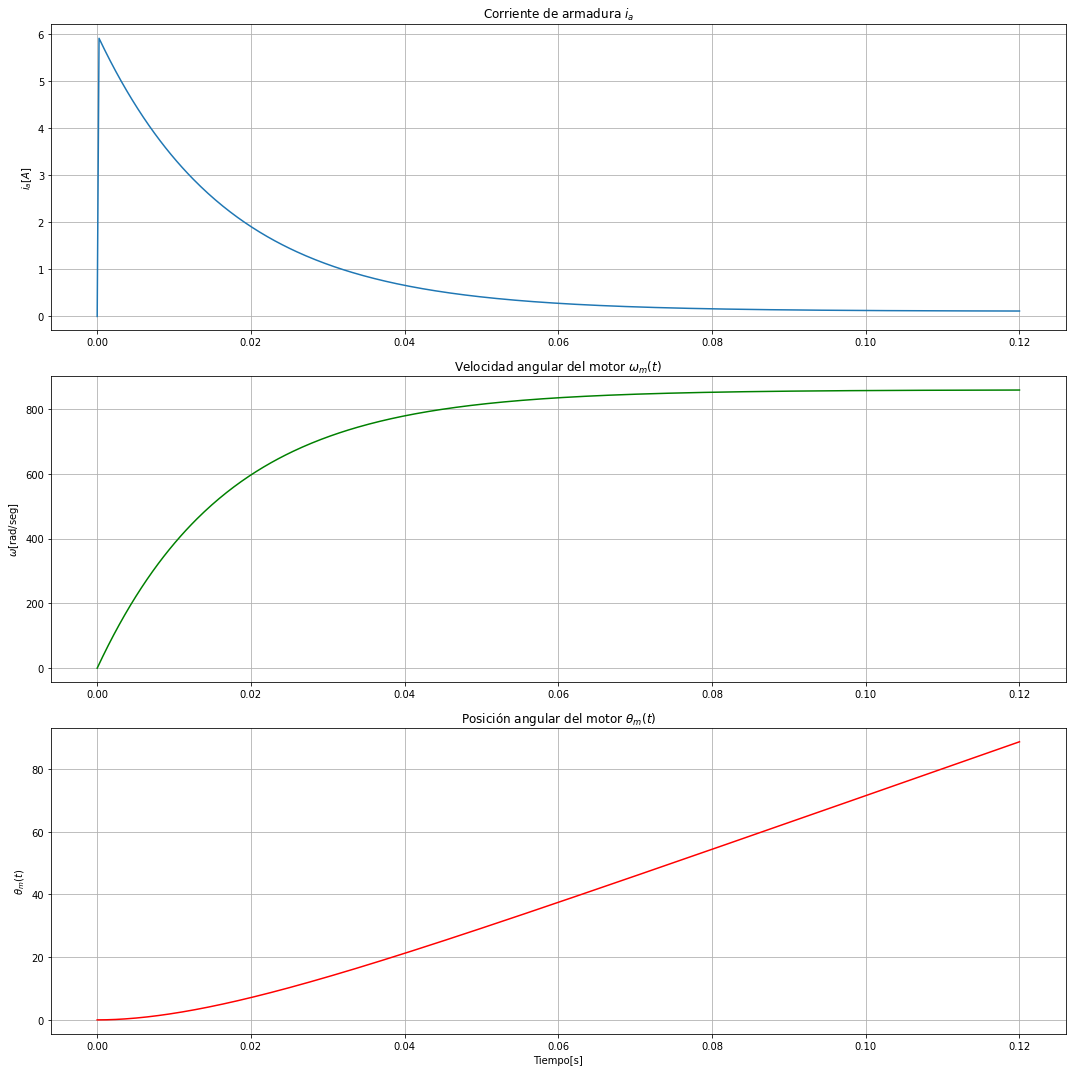 Corriente de armadura i_a
6
5
4
3
2
1
0
i_a[A]
0.00 0.02 0.04 0.06 0.08 0.10 0.12
Velocidad angular del motor ω_m(t)
800
600
400
200
0
ω[rad/seg]
0.00 0.02 0.04 0.06 0.08 0.10 0.12
Posición angular del motor θ_m(t)
80
60
40
20
0
θ_m(t)
0.00 0.02 0.04 0.06 0.08 0.10 0.12
Tiempo[s]